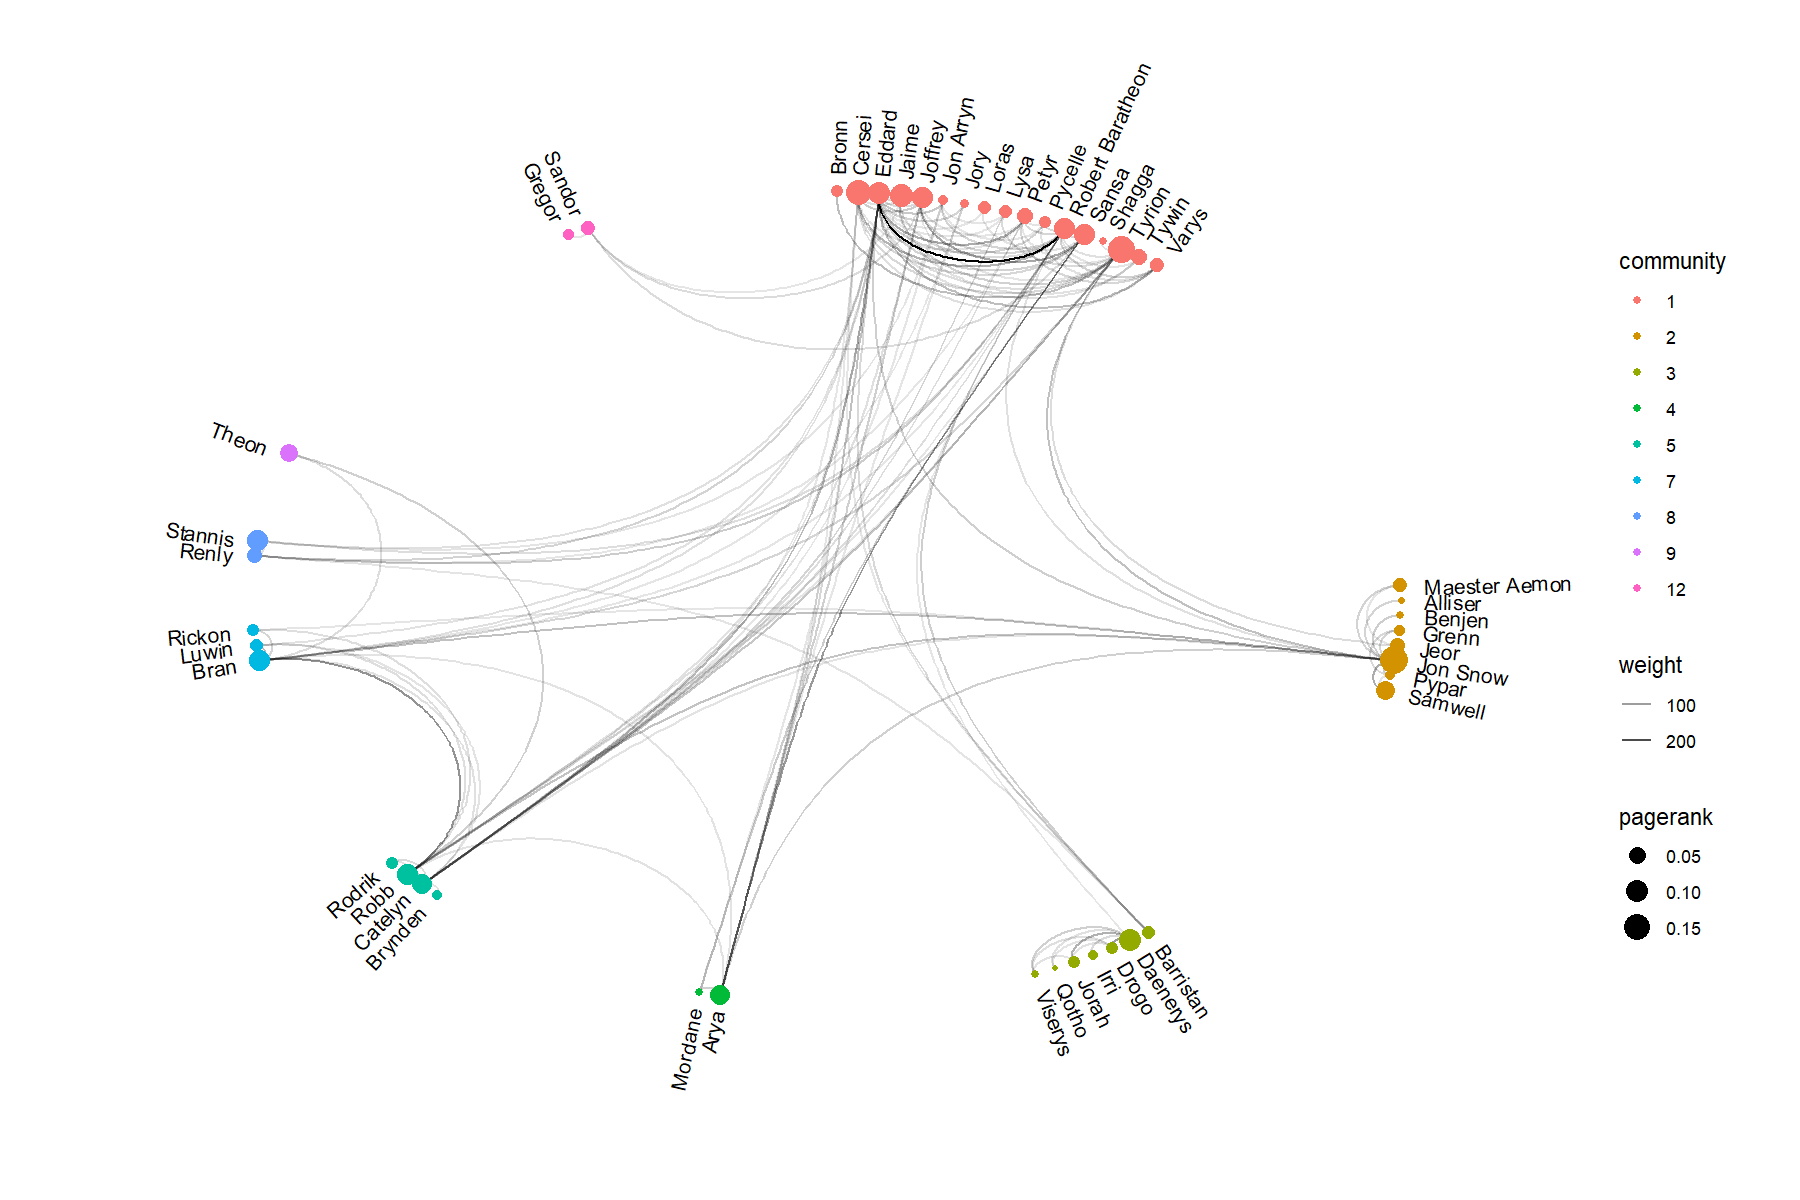 Bronn
Cersei
Eddard
Jaime
Joffrey
Jon Arryn
Jory
Loras
Lysa
Petyr
Pycelle
Robert Baratheon
Sansa
Shagga
Tyrion
Tywin
Varys
Sandor
Gregor
Theon
Stannis
Renly
Rickon
Luwin
Bran
Rodrik
Robb
Catelyn
Brynden
Mordane
Arya
Viserys
Qotho
Jorah
Irri
Drogo
Daenerys
Barristan
Maester Aemon
Alliser
Benjen
Grenn
Jeor
Jon Snow
Pypar
Samwell
community
1
2
3
4
5
7
8
9
12
weight
100
200
pagerank
0.05
0.10
0.15